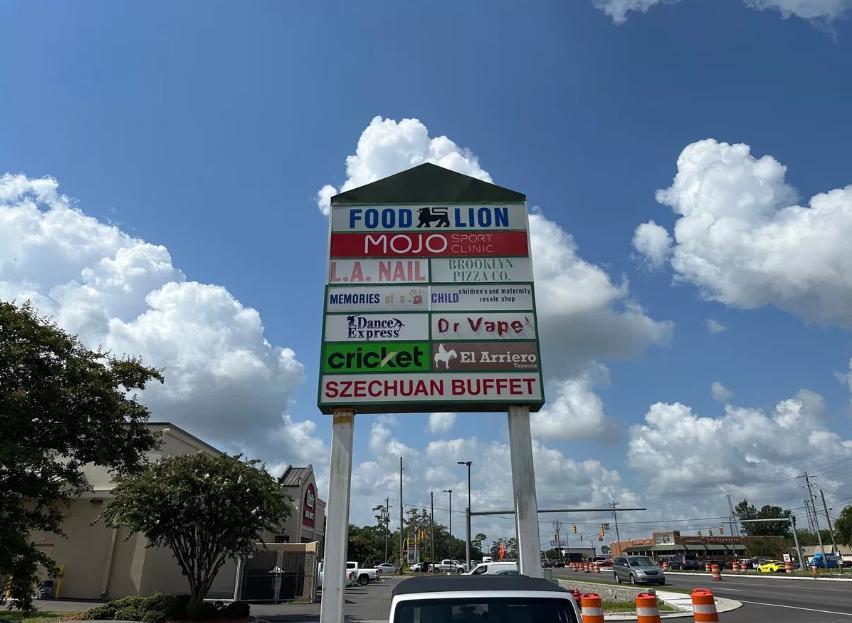 FOOD LION
MOJO SPORT CLINIC
L.A. NAIL
BROOKLYN
PIZZA CO.
MEMORIES of a CHILD children's and maternity
resale shop
Dance
Express
Dr Vape
cricket
El Arriero
Taqueria
SZECHUAN BUFFET